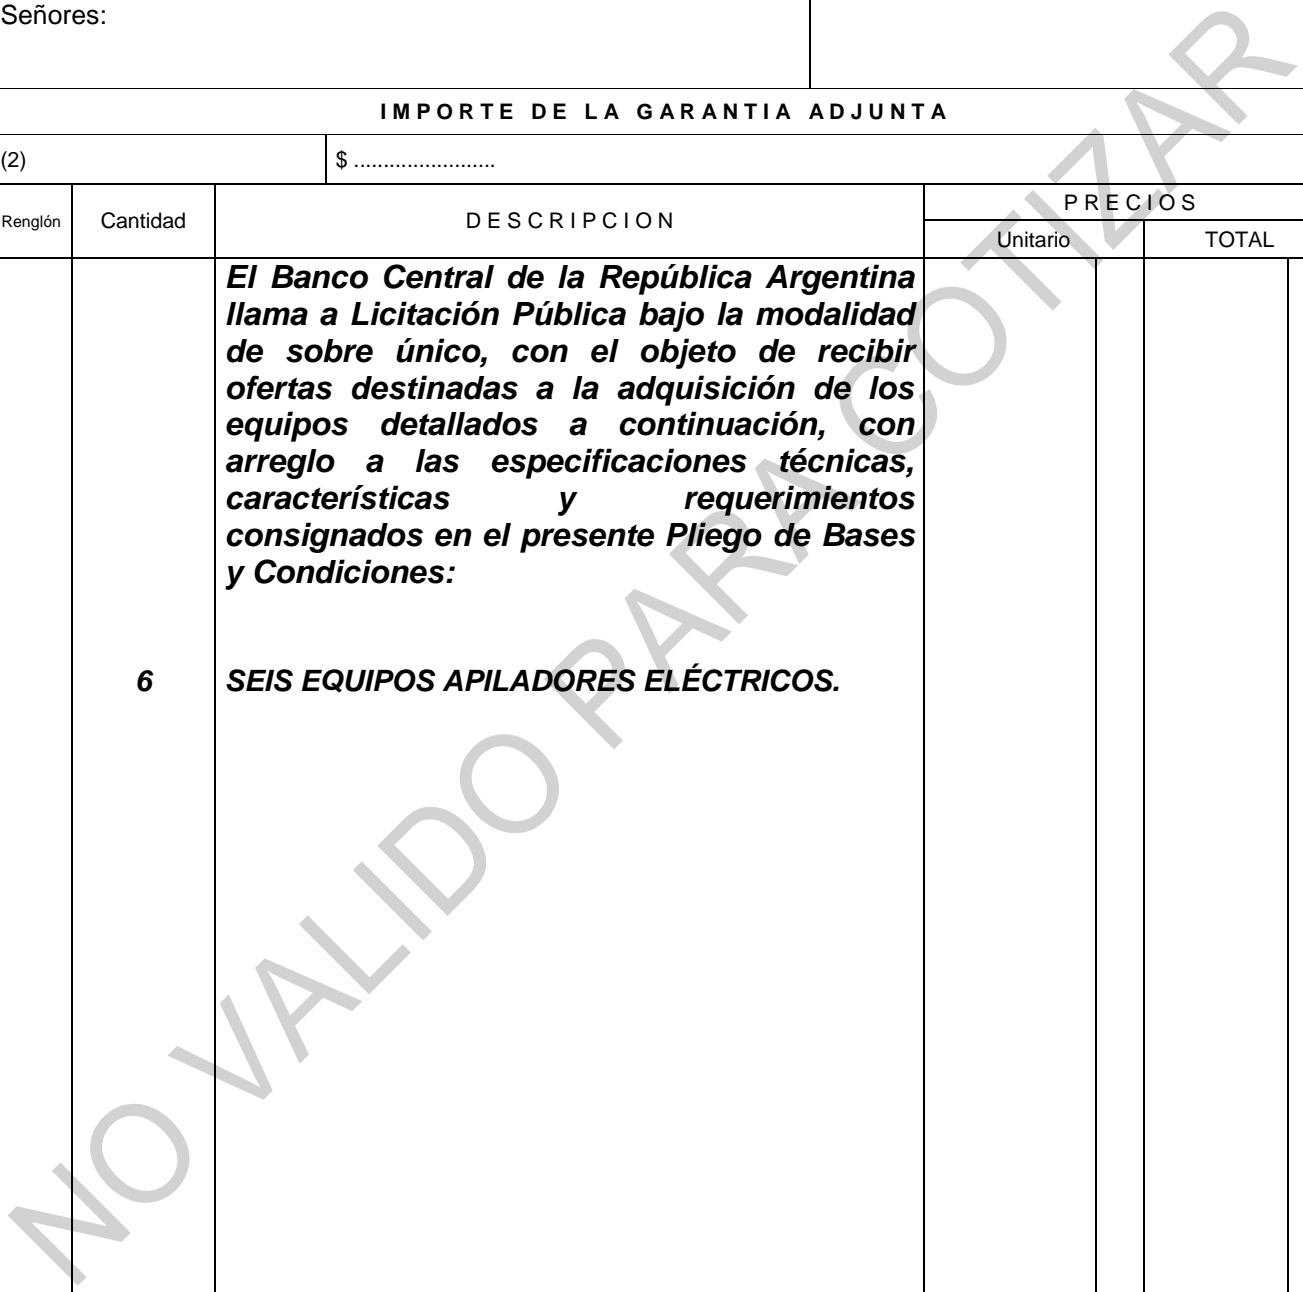 Señores:
IMPORTE DE LA GARANTIA ADJUNTA
(2) $ ........................
Renglón Cantidad DESCRIPCION PRECIOS
Unitario TOTAL
El Banco Central de la República Argentina
llama a Licitación Pública bajo la modalidad
de sobre único, con el objeto de recibir
ofertas destinadas a la adquisición de los
equipos detallados a continuación, con
arreglo a las especificaciones técnicas,
características y requerimientos
consignados en el presente Pliego de Bases
y Condiciones:
6 SEIS EQUIPOS APILADORES ELÉCTRICOS.
NO VALIDO PARA COTIZAR